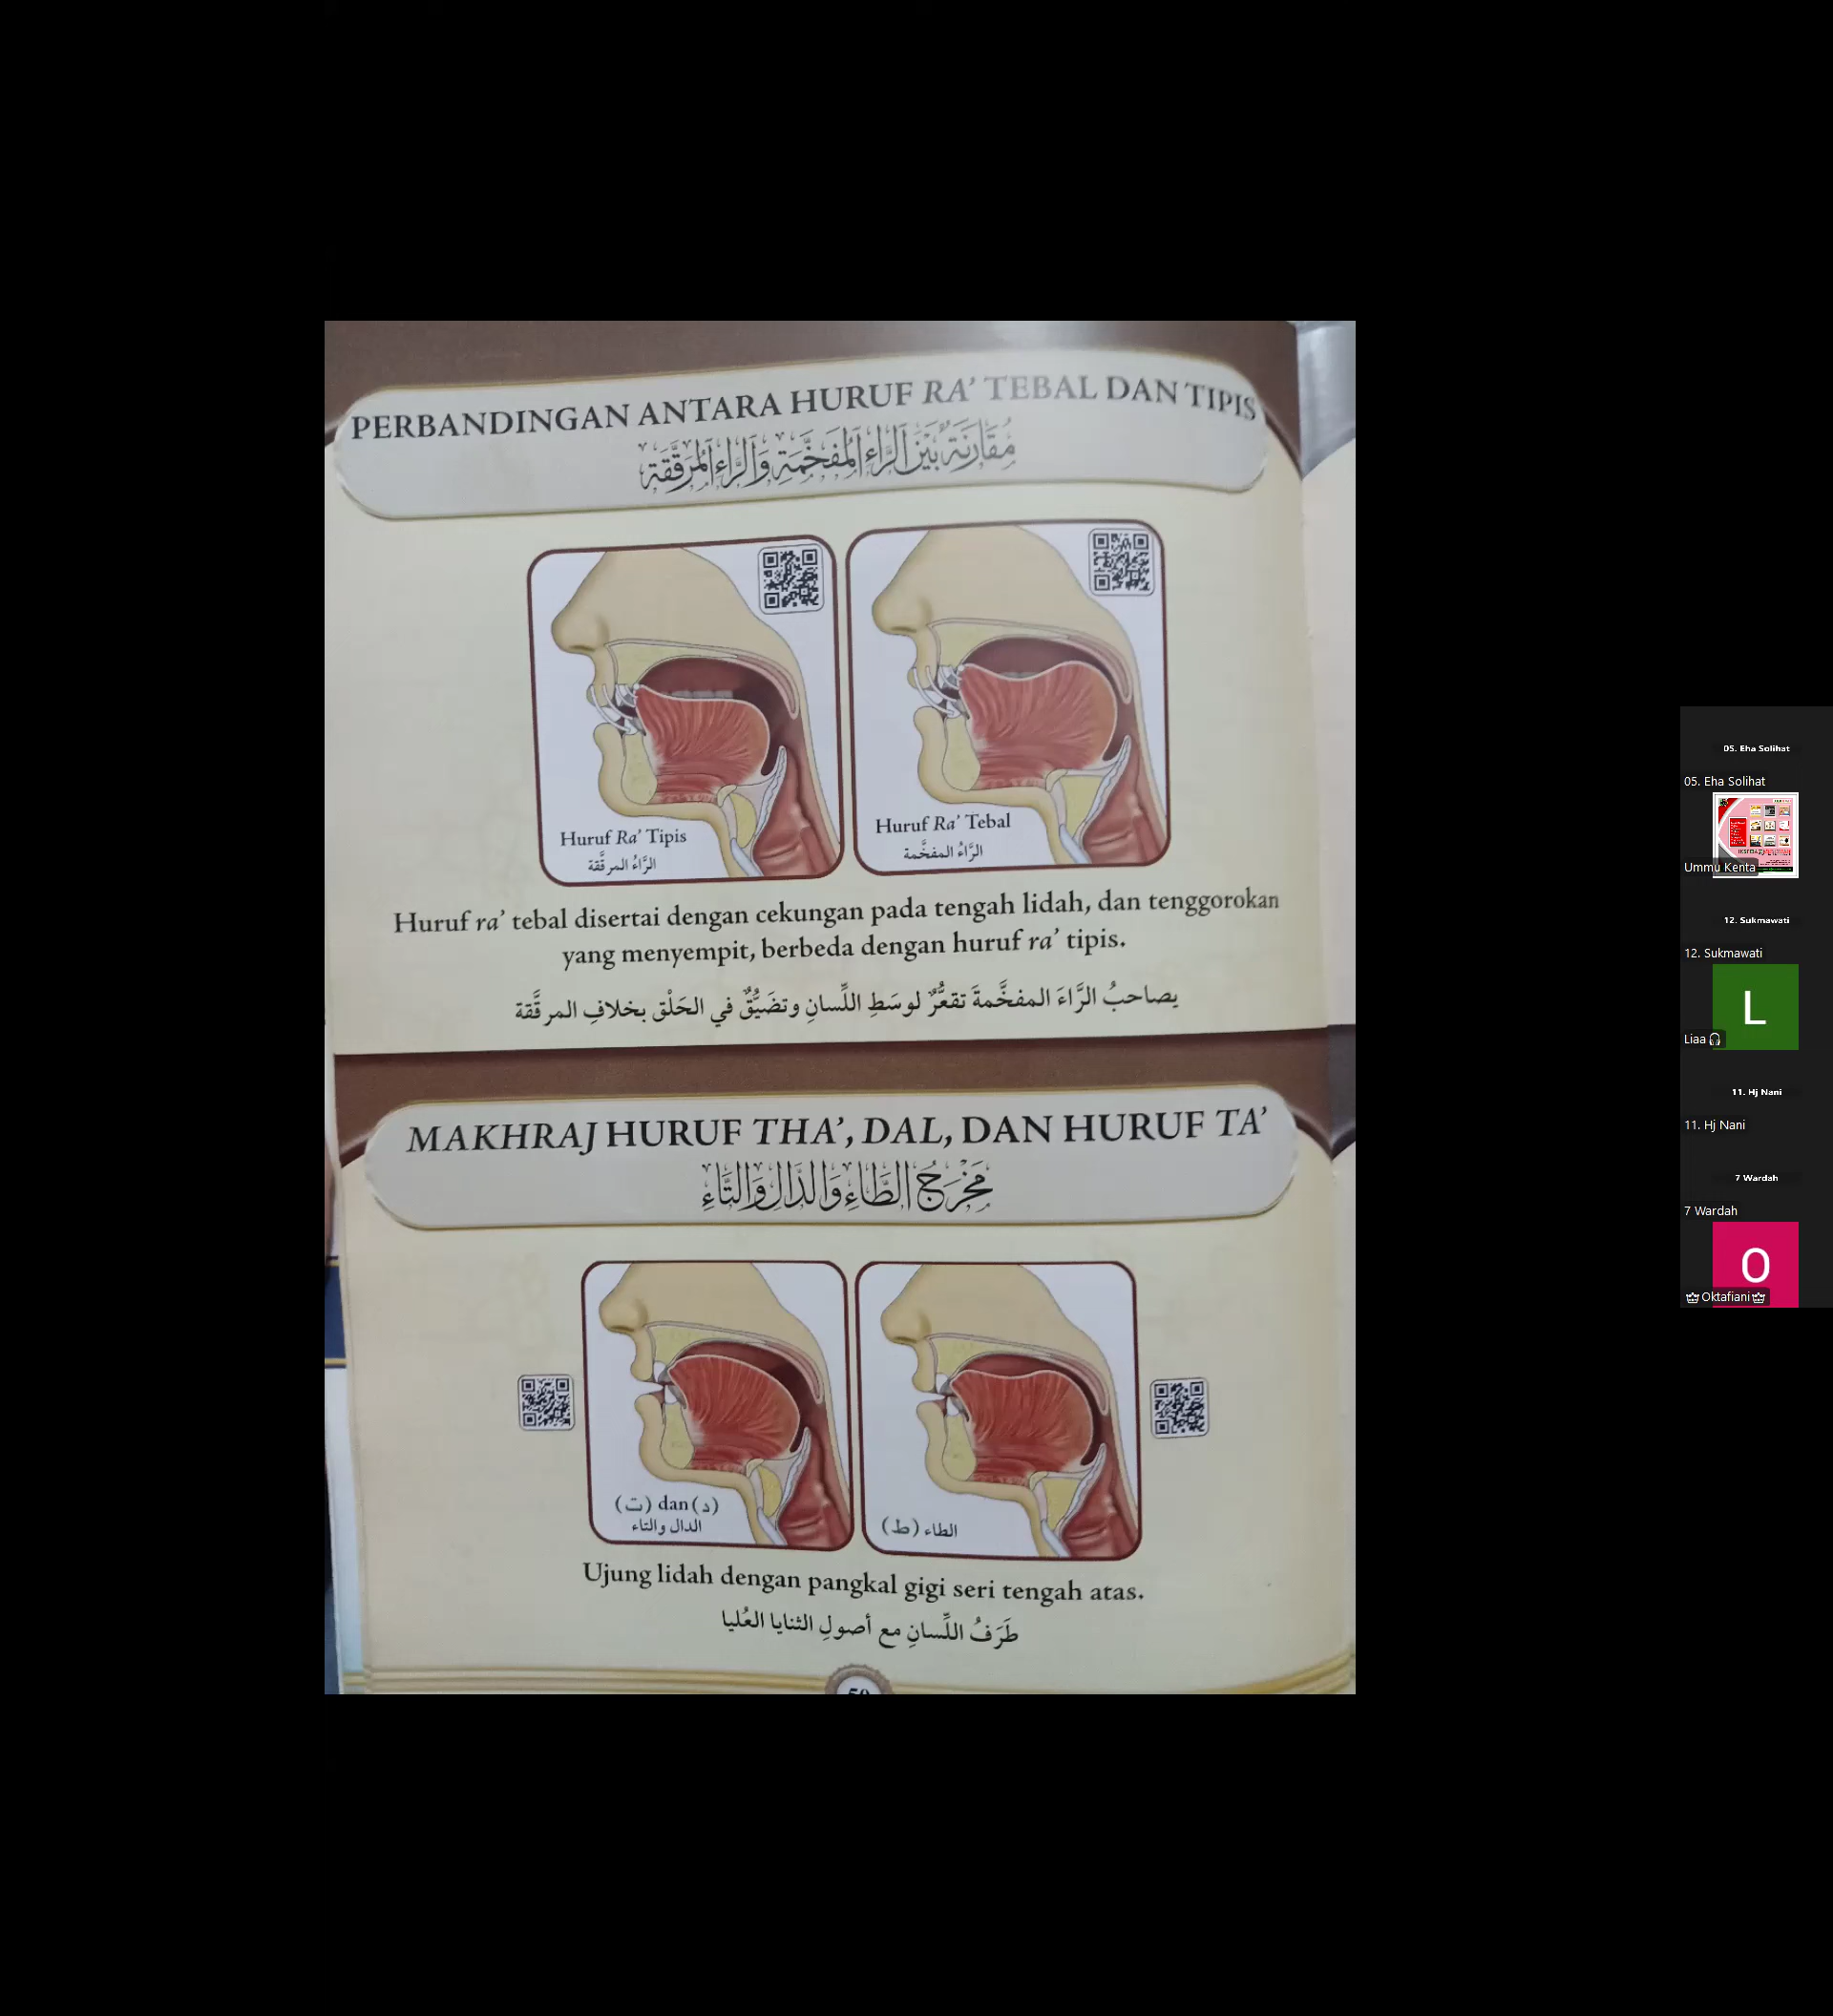 PERBANDINGAN ANTARA HURUF RA’ TEBAL DAN TIPIS
مُقَارَنَةٌ بَيْنَ الرَّاءِ المُفَخَّمَةِ وَالرَّاءِ المُرَقَّقَةِ
Huruf Ra’ Tipis
الرَّاءُ المرقَّقة
Huruf Ra’ Tebal
الرَّاءُ المفخَّمة
Huruf ra’ tebal disertai dengan cekungan pada tengah lidah, dan tenggorokan
yang menyempit, berbeda dengan huruf ra’ tipis.
يصاحبُ الرَّاءَ المفخَّمةَ تقعُّرٌ لوسَطِ اللِّسانِ وتضَيُّقٌ في الحَلْق بخلافِ المرقَّقة
MAKHRAJ HURUF THA’, DAL, DAN HURUF TA’
مَخْرَجُ الطَّاءِ وَالدَّالِ وَالتَّاءِ
(ت) dan (د)
الدال والتاء
الطاء (ط)
Ujung lidah dengan pangkal gigi seri tengah atas.
طَرَفُ اللِّسانِ مع أصولِ الثنايا العُليا
05. Eha Solihat
05. Eha Solihat
Ummu Kenta
12. Sukmawati
12. Sukmawati
L
Liaa
11. Hj Nani
11. Hj Nani
7 Wardah
7 Wardah
O
Oktafiani